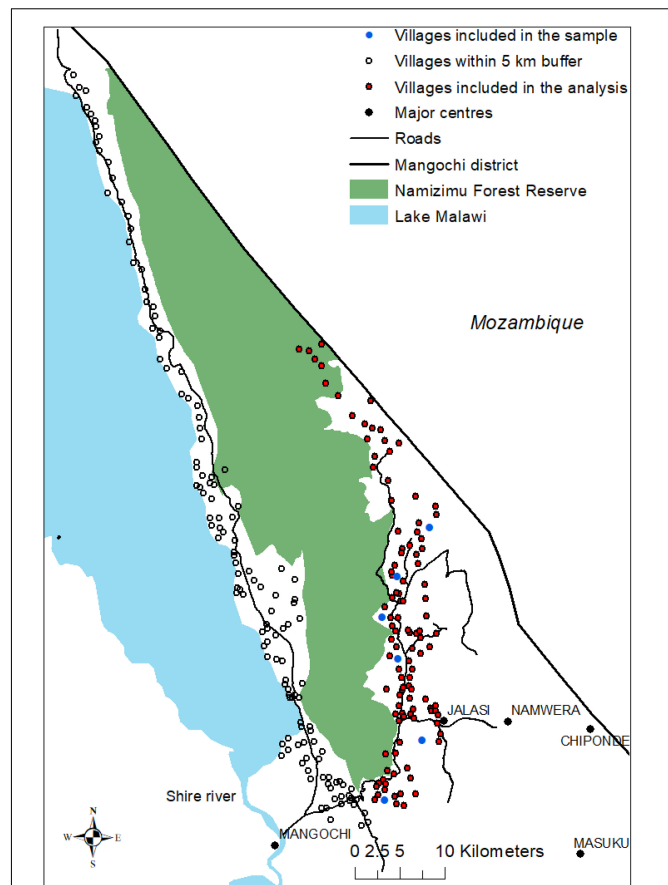 Villages included in the sample
Villages within 5 km buffer
Villages included in the analysis
Major centres
Roads
Mangochi district
Namizimu Forest Reserve
Lake Malawi
Mozambique
JALASI
NAMWERA
CHIPONDE
Shire river
N
W
E
S
MANGOCHI
MASUKU
0 2.5 5 10 Kilometers